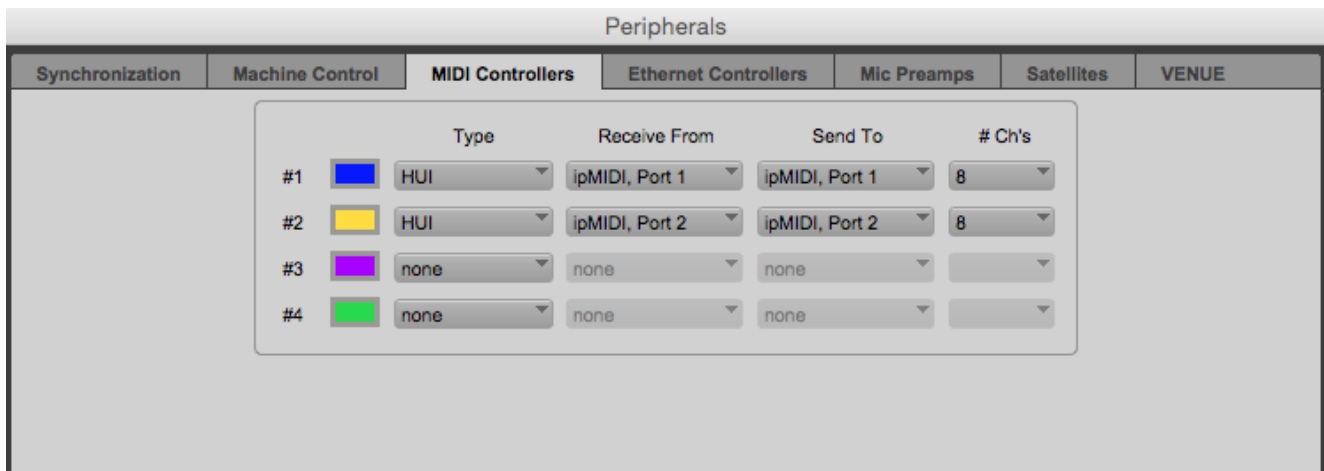 Peripherals
Synchronization Machine Control MIDI Controllers Ethernet Controllers Mic Preamps Satellites VENUE
Type Receive From Send To # Ch's
#1 HUI ipMIDI, Port 1 ipMIDI, Port 1 8
#2 HUI ipMIDI, Port 2 ipMIDI, Port 2 8
#3 none none none
#4 none none none